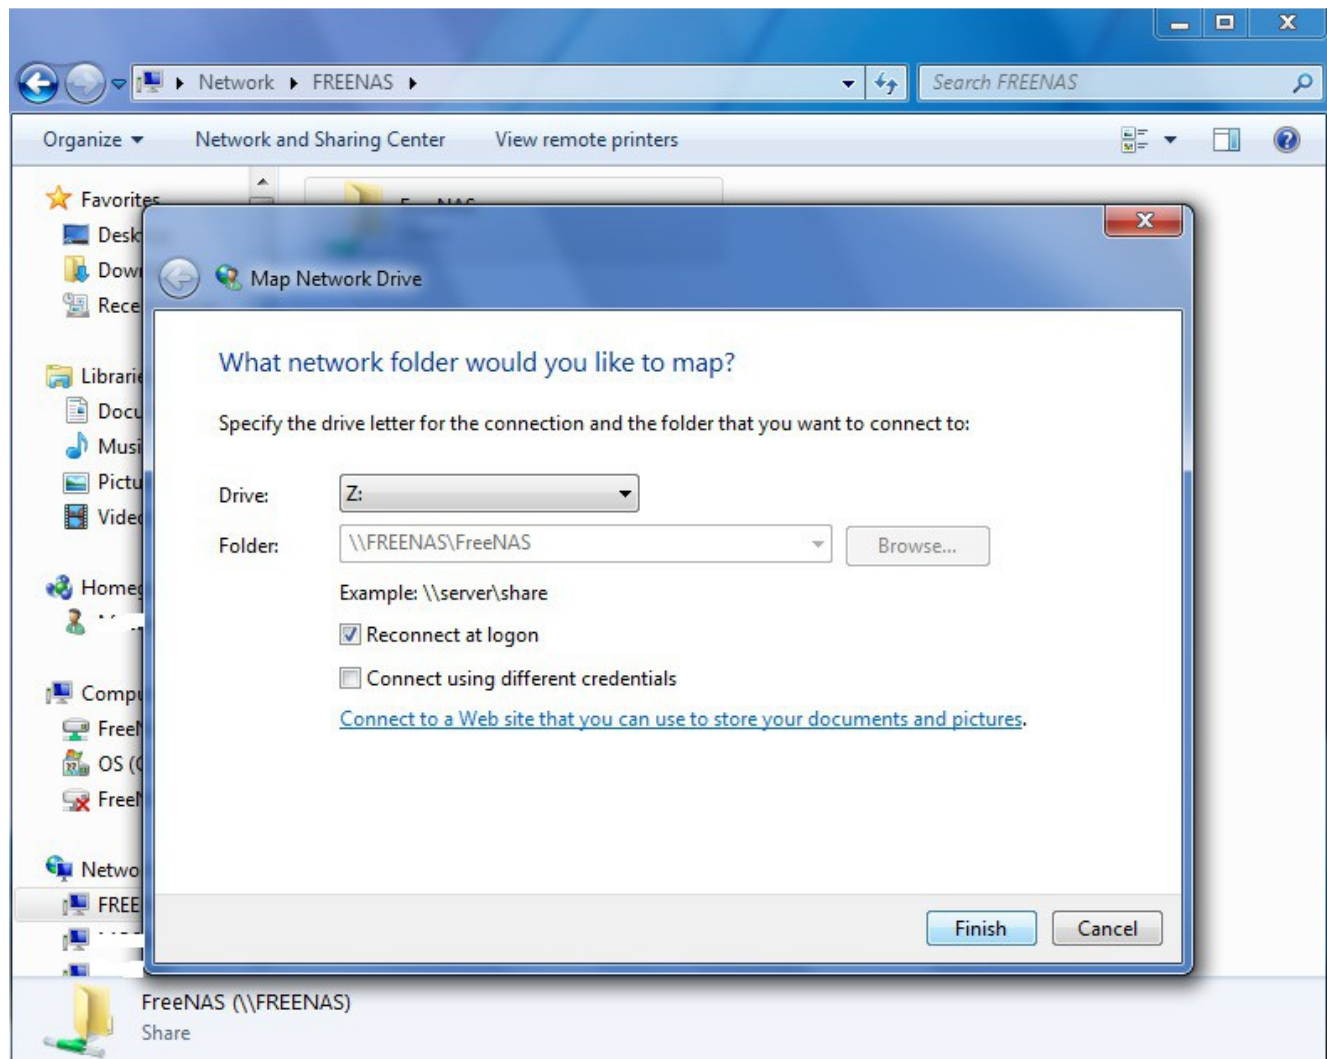 Network FREENAS
Search FREENAS
Organize Network and Sharing Center View remote printers
Favorites
Libraries
FREE
Map Network Drive
What network folder would you like to map?
Specify the drive letter for the connection and the folder that you want to connect to:
Drive: Z:
Folder: \\FREENAS\FreeNAS Browse...
Example: \\server\share
Reconnect at logon
Connect using different credentials
Connect to a Web site that you can use to store your documents and pictures.
Finish Cancel
FreeNAS (\\FREENAS)
Share